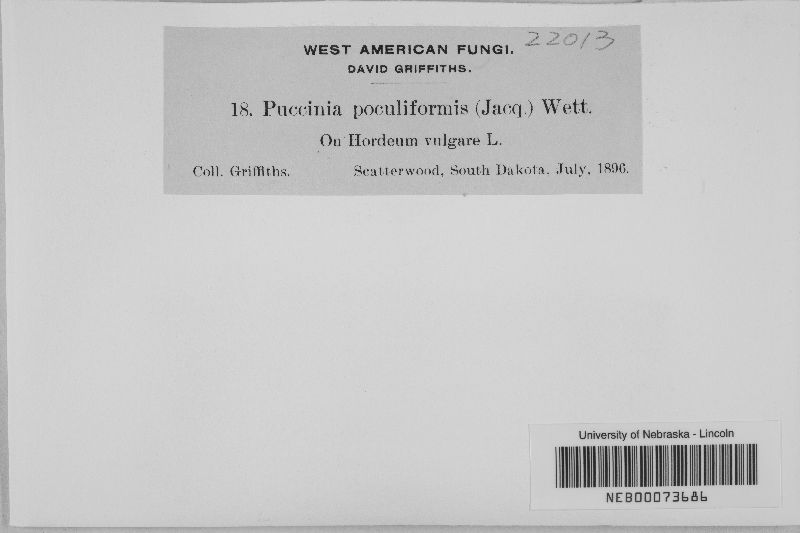 22013
WEST AMERICAN FUNGI.
DAVID GRIFFITHS.
18. Puccinia poculiformis (Jacq.) Wett.
On Hordeum vulgare L.
Coll. Griffiths. Scatterwood, South Dakota, July, 1896.
University of Nebraska - Lincoln
NEB00073686